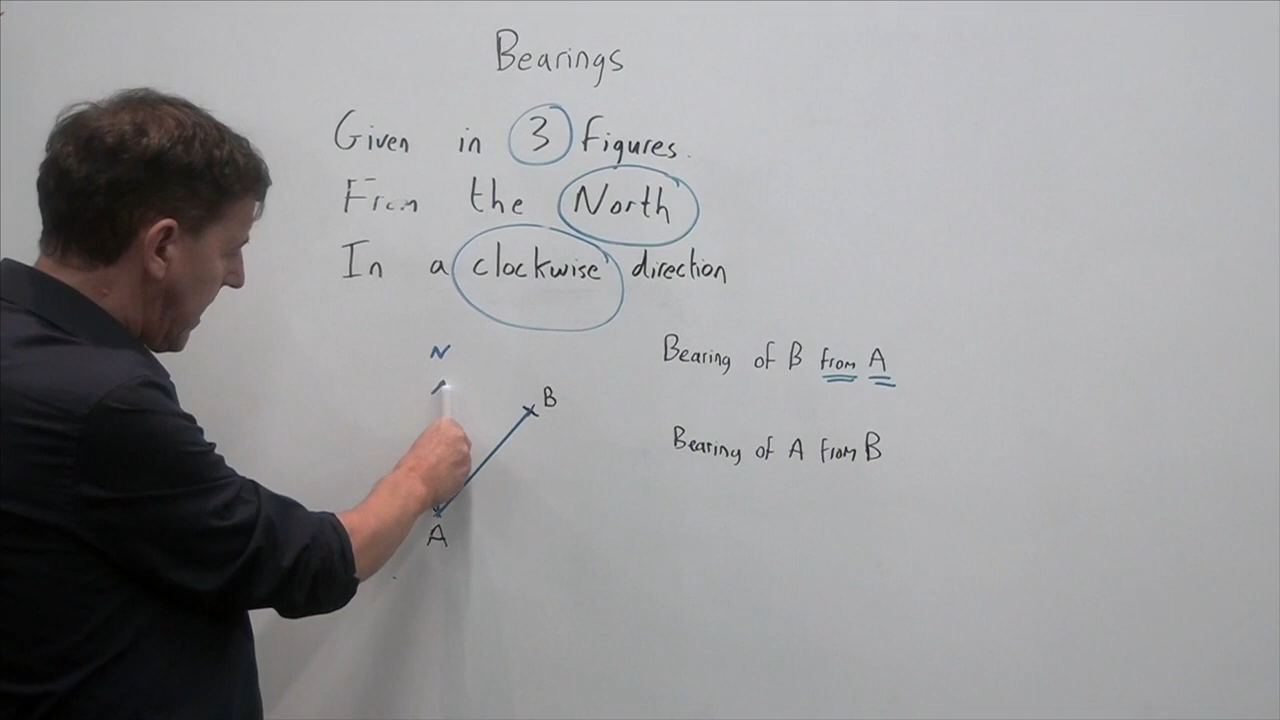 Bearings
Given in 3 figures.
From the North
In a clockwise direction
N
B
A
Bearing of B from A
Bearing of A from B